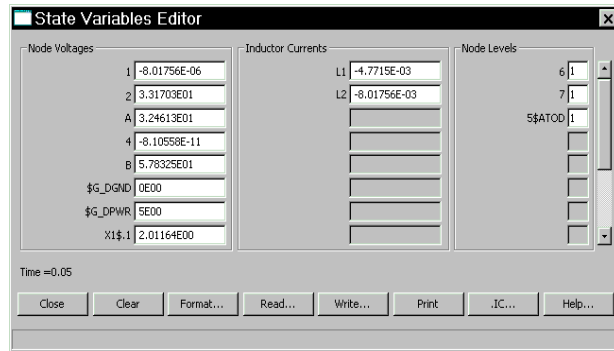 State Variables Editor
Node Voltages Inductor Currents Node Levels
1 -8.01756E-06 L1 -4.7715E-03 6 1
2 3.31703E01 L2 -8.01756E-03 7 1
A 3.24613E01 5$ATOD 1
4 -8.10558E-11
B 5.78325E01
$G_DGND 0E00
$G_DPWR 5E00
X1$.1 2.01164E00
Time =0.05
Close Clear Format... Read... Write... Print .IC... Help...